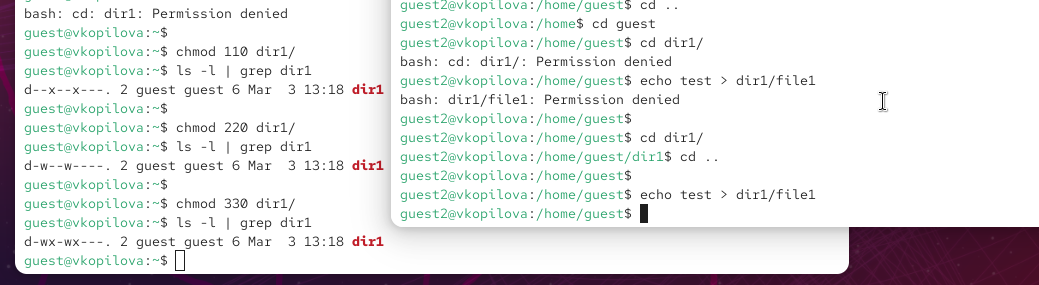 bash: cd: dir1: Permission denied
guest@vkopilova:~$
guest@vkopilova:~$ chmod 110 dir1/
guest@vkopilova:~$ ls -l | grep dir1
d--x--x---. 2 guest guest 6 Mar  3 13:18 dir1
guest@vkopilova:~$
guest@vkopilova:~$ chmod 220 dir1/
guest@vkopilova:~$ ls -l | grep dir1
d-w--w----. 2 guest guest 6 Mar  3 13:18 dir1
guest@vkopilova:~$
guest@vkopilova:~$ chmod 330 dir1/
guest@vkopilova:~$ ls -l | grep dir1
d-wx-wx---. 2 guest guest 6 Mar  3 13:18 dir1
guest@vkopilova:~$
guest2@vkopilova:/home/guest$ cd ..
guest2@vkopilova:/home$ cd guest
guest2@vkopilova:/home/guest$ cd dir1/
bash: cd: dir1/: Permission denied
guest2@vkopilova:/home/guest$ echo test > dir1/file1
bash: dir1/file1: Permission denied
guest2@vkopilova:/home/guest$
guest2@vkopilova:/home/guest$ cd dir1/
guest2@vkopilova:/home/guest/dir1$ cd ..
guest2@vkopilova:/home/guest$
guest2@vkopilova:/home/guest$ echo test > dir1/file1
guest2@vkopilova:/home/guest$